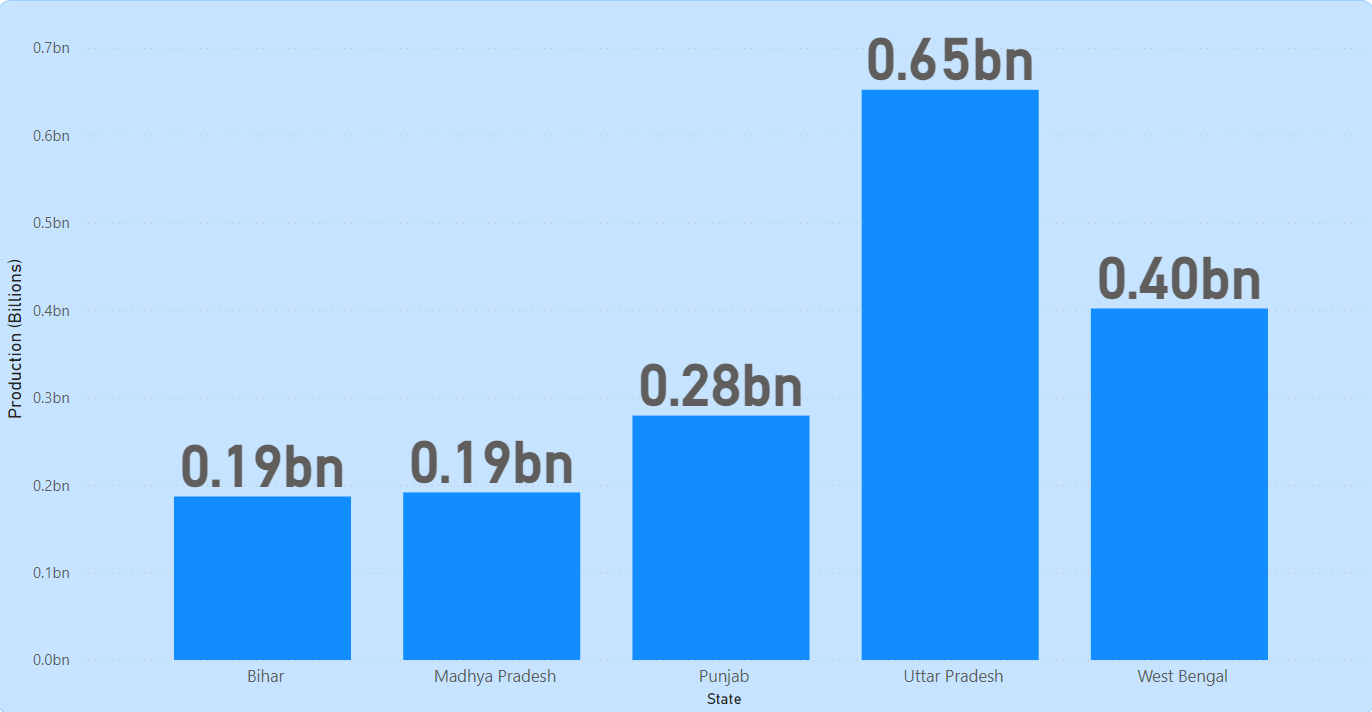 Production (Billions)
0.7bn
0.6bn
0.5bn
0.4bn
0.3bn
0.2bn
0.1bn
0.0bn
0.19bn
0.19bn
0.28bn
0.65bn
0.40bn
Bihar
Madhya Pradesh
Punjab
Uttar Pradesh
West Bengal
State